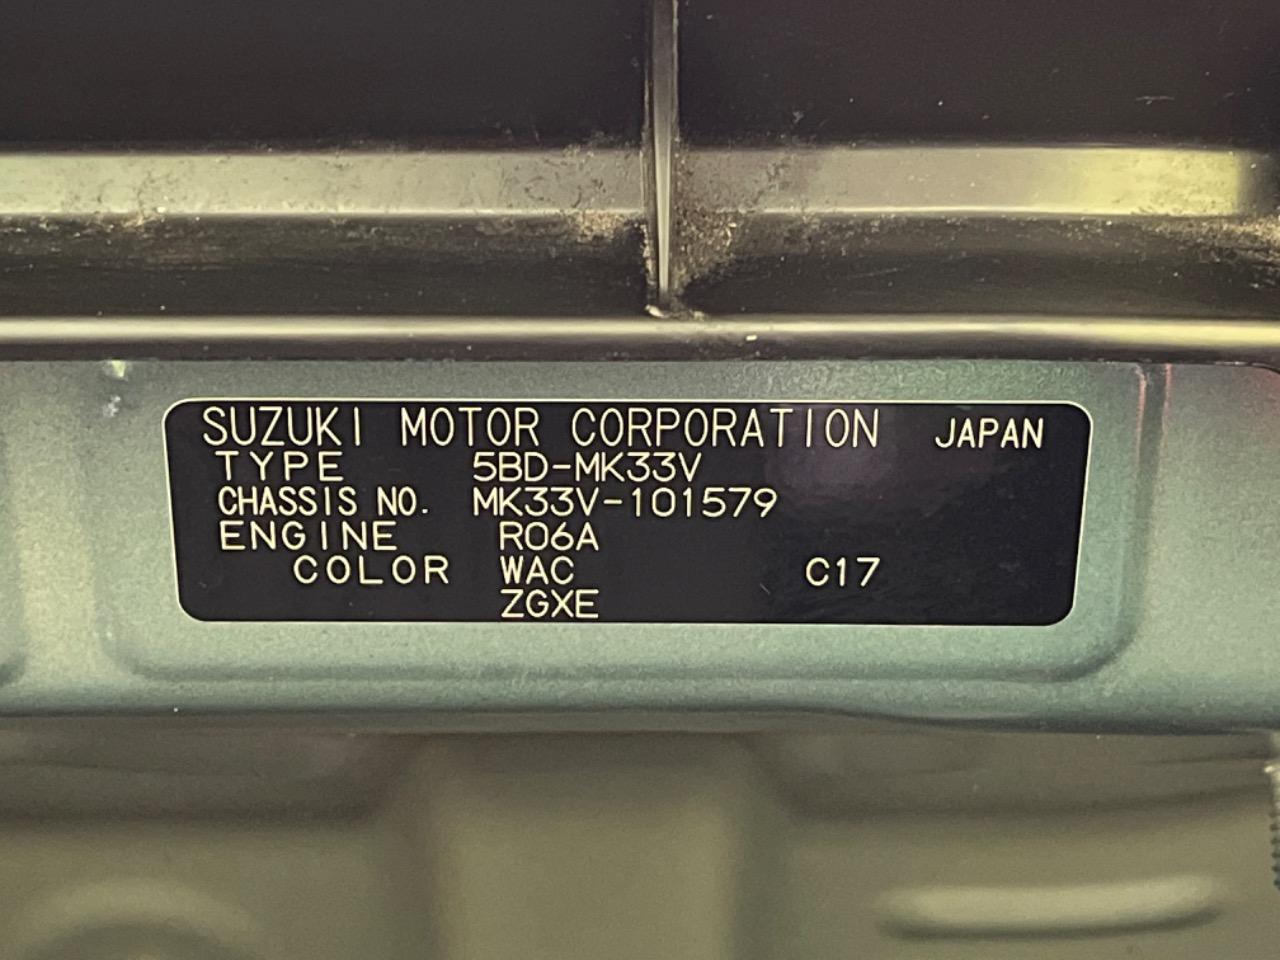 SUZUKI MOTOR CORPORATION JAPAN
TYPE 5BD-MK33V
CHASSIS NO. MK33V-101579
ENGINE R06A
COLOR WAC C17
ZGXE